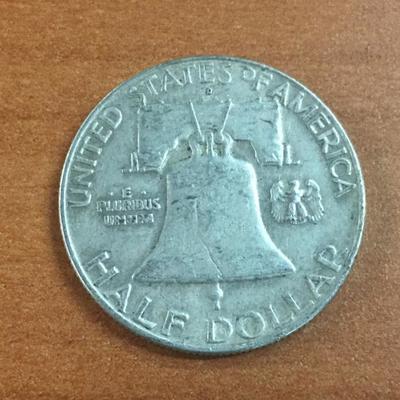 UNITED STATES OF AMERICA
D
E
PLURIBUS
UNUM
HALF DOLLAR